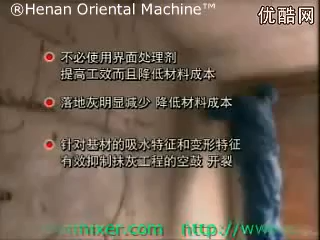 ®Henan Oriental Machine™
优酷网
不必使用界面处理剂
提高工效而且降低材料成本
落地灰明显减少 降低材料成本
针对基材的吸水特征和变形特征
有效抑制抹灰工程的空鼓 开裂
mixer.com http://www.